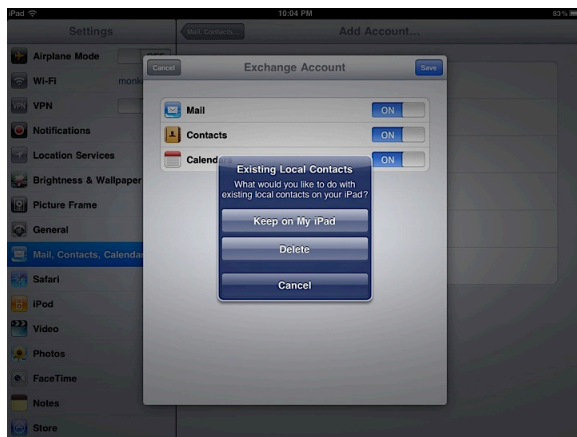 iPad
10:04 PM
83%
Settings
Mail, Contacts...
Add Account...
Airplane Mode
OFF
Wi-Fi
VPN
Notifications
Location Services
Brightness & Wallpaper
Picture Frame
General
Mail, Contacts, Calendar
Safari
iPod
Video
Photos
FaceTime
Notes
Store
Cancel
Exchange Account
Save
Mail
ON
Contacts
ON
ON
Existing Local Contacts
What would you like to do with
existing local contacts on your iPad?
Keep on My iPad
Delete
Cancel